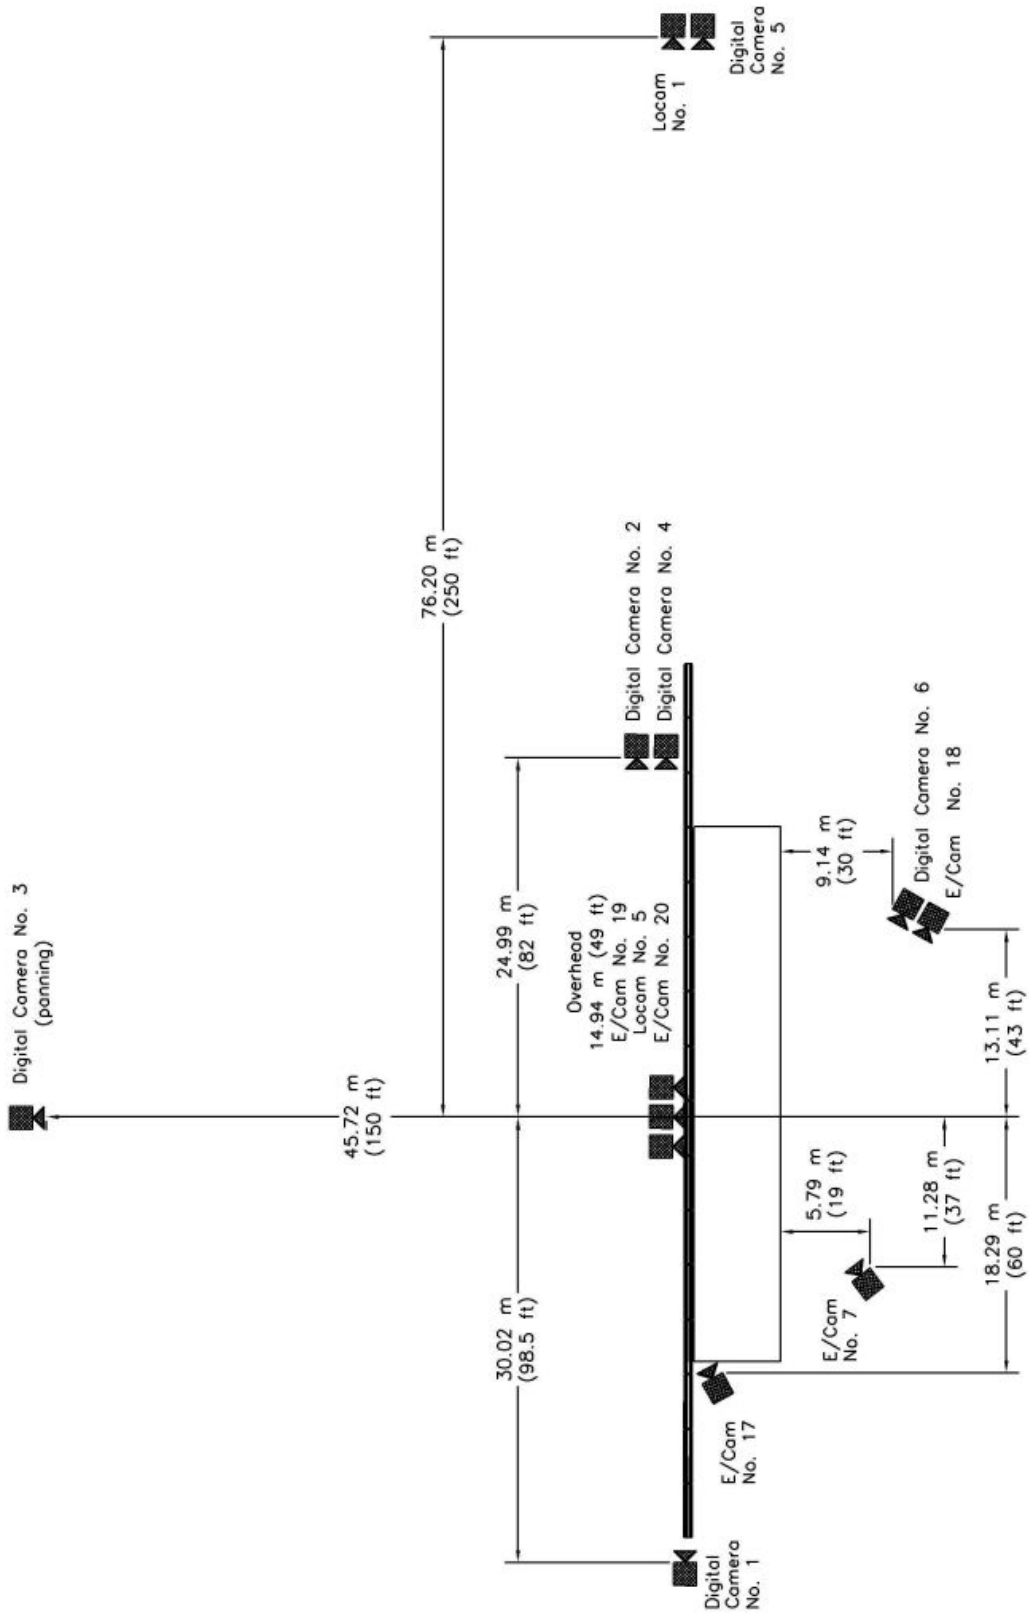 Digital Camera No. 3
(panning)
45.72 m
(150 ft)
76.20 m
(250 ft)
Locam
No. 1
Digital
Camera
No. 5
30.02 m
(98.5 ft)
24.99 m
(82 ft)
Digital Camera No. 2
Digital Camera No. 4
Overhead
14.94 m (49 ft)
E/Cam No. 19
Locam No. 5
E/Cam No. 20
Digital
Camera
No. 1
E/Cam
No. 17
E/Cam
No. 7
5.79 m
(19 ft)
9.14 m
(30 ft)
Digital Camera No. 6
E/Cam No. 18
11.28 m
(37 ft)
18.29 m
(60 ft)
13.11 m
(43 ft)